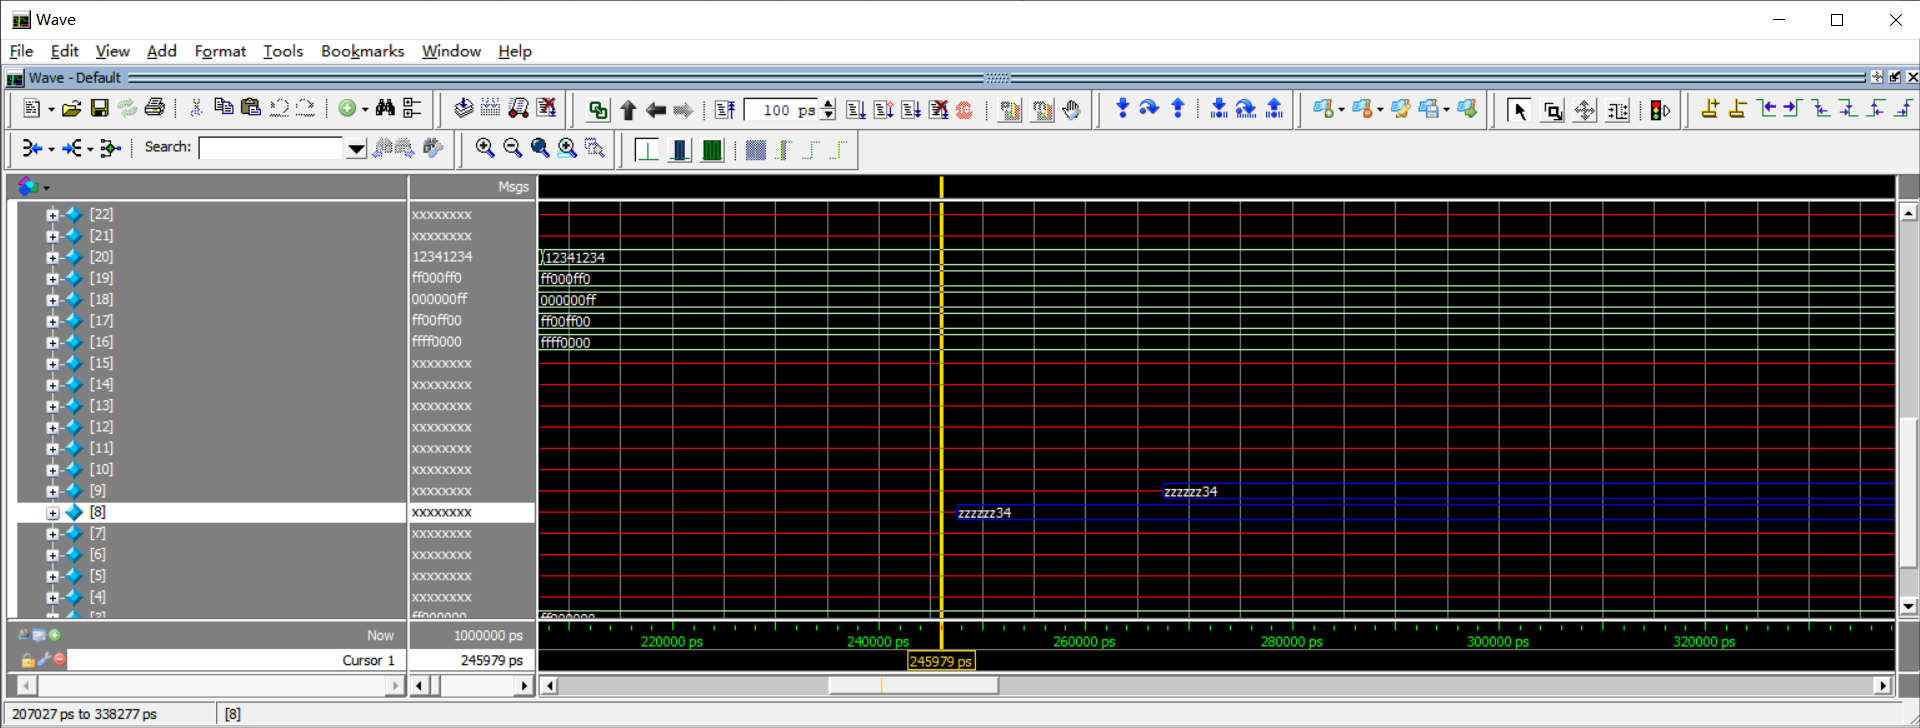 Wave
File Edit View Add Format Tools Bookmarks Window Help
Wave - Default
100 ps
Search:
Msgs
[22] xxxxxxxx
[21] xxxxxxxx
[20] 12341234 12341234
[19] ff000ff0 ff000ff0
[18] 000000ff 000000ff
[17] ff00ff00 ff00ff00
[16] ffff0000 ffff0000
[15] xxxxxxxx
[14] xxxxxxxx
[13] xxxxxxxx
[12] xxxxxxxx
[11] xxxxxxxx
[10] xxxxxxxx
[9] xxxxxxxx zzzzzz34
[8] xxxxxxxx zzzzzz34
[7] xxxxxxxx
[6] xxxxxxxx
[5] xxxxxxxx
[4] xxxxxxxx
[3] ff000000 ff000000
Now 1000000 ps 220000 ps 240000 ps 260000 ps 280000 ps 300000 ps 320000 ps
Cursor 1 245979 ps 245979 ps
207027 ps to 338277 ps [8]